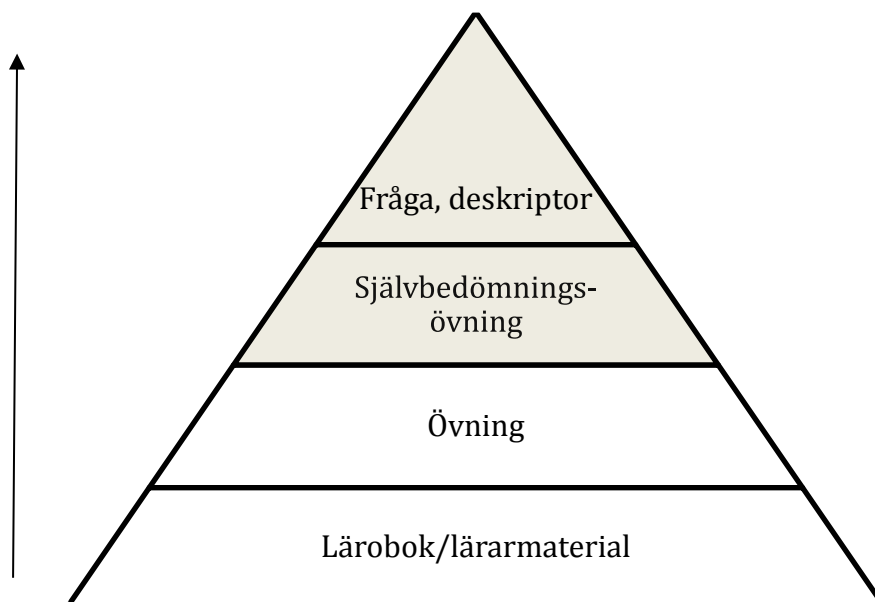 Fråga, deskriptor
Självbedömnings-
övning
Övning
Lärobok/lärarmaterial